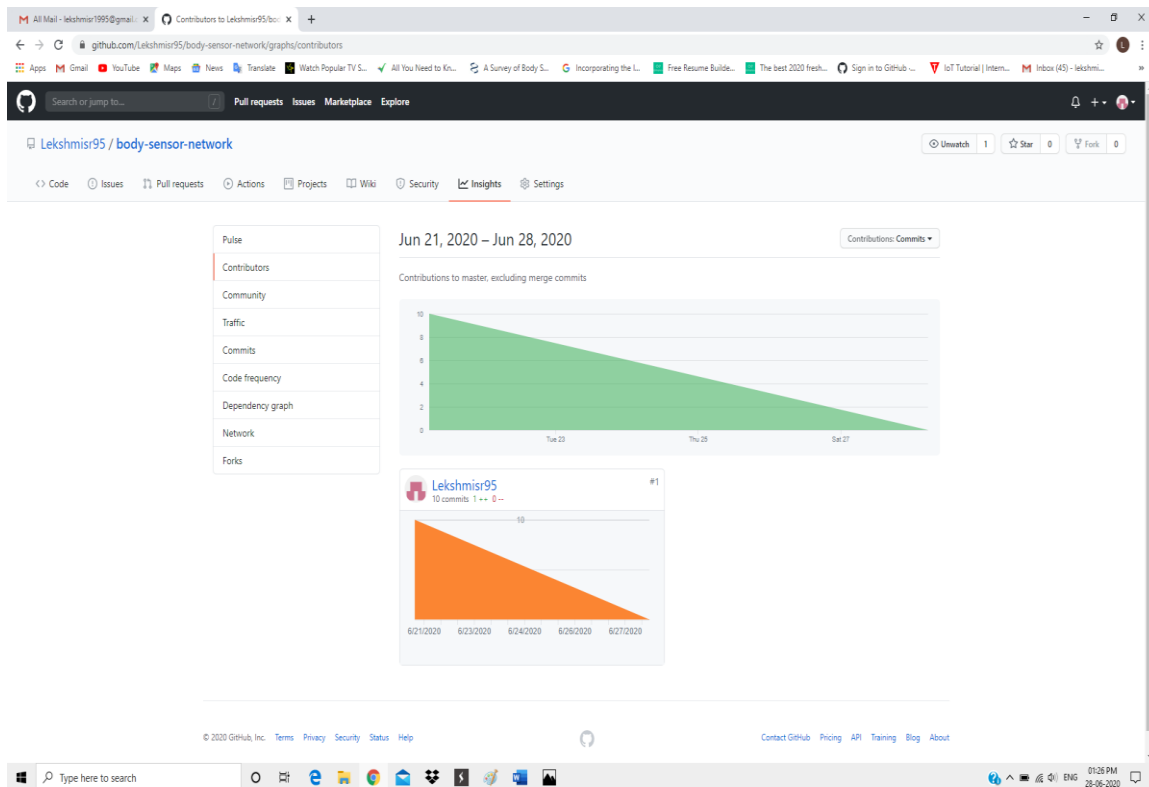 All Mail - lekshmisr1995@gmail.c
Contributors to Lekshmisr95/boc
github.com/Lekshmisr95/body-sensor-network/graphs/contributors
L
Apps Gmail YouTube Maps News Translate Watch Popular TV S... All You Need to Kn... A Survey of Body S... Incorporating the I... Free Resume Builde... The best 2020 fresh... Sign in to GitHub -... IoT Tutorial | Intern... Inbox (45) - lekshmi... »
Search or jump to... / Pull requests Issues Marketplace Explore
Lekshmisr95 / body-sensor-network
Unwatch 1 Star 0 Fork 0
<> Code Issues Pull requests Actions Projects Wiki Security Insights Settings
Pulse
Contributors
Community
Traffic
Commits
Code frequency
Dependency graph
Network
Forks
Jun 21, 2020 – Jun 28, 2020
Contributions: Commits
Contributions to master, excluding merge commits
10
8
6
4
2
0
Tue 23 Thu 25 Sat 27
Lekshmisr95 #1
10 commits 1 ++ 0 --
10
6/21/2020 6/23/2020 6/24/2020 6/26/2020 6/27/2020
© 2020 GitHub, Inc. Terms Privacy Security Status Help
Contact GitHub Pricing API Training Blog About
Type here to search
ENG
01:26 PM
28-06-2020